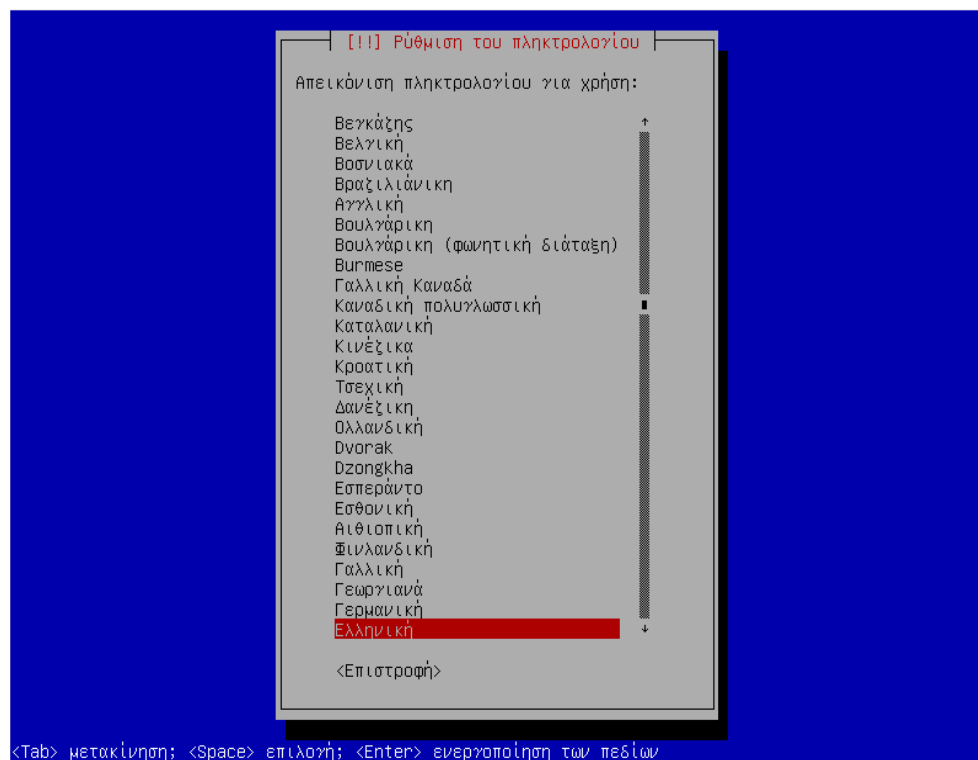 [!!] Ρύθμιση του πληκτρολογίου
Απεικόνιση πληκτρολογίου για χρήση:
Βεγκάζης
Βελγική
Βοσνιακά
Βραζιλιάνικη
Αγγλική
Βουλγάρικη
Βουλγάρικη (φωνητική διάταξη)
Burmese
Γαλλική Καναδά
Καναδική πολυγλωσσική
Καταλανική
Κινέζικα
Κροατική
Τσεχική
Δανέζικη
Ολλανδική
Dvorak
Dzongkha
Εσπεράντο
Εσθονική
Αιθιοπική
Φινλανδική
Γαλλική
Γεωργιανά
Γερμανική
Ελληνική
<Επιστροφή>
<Tab> μετακίνηση; <Space> επιλογή; <Enter> ενεργοποίηση των πεδίων